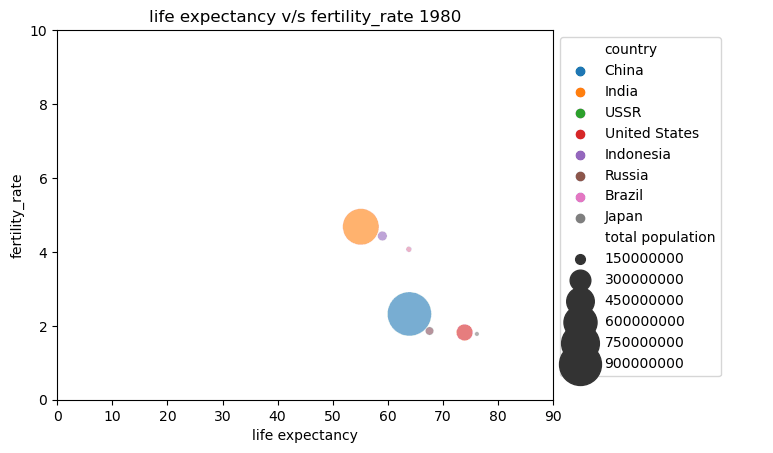 life expectancy v/s fertility_rate 1980
10
8
6
4
2
0
fertility_rate
0 10 20 30 40 50 60 70 80 90
life expectancy
country
China
India
USSR
United States
Indonesia
Russia
Brazil
Japan
total population
150000000
300000000
450000000
600000000
750000000
900000000